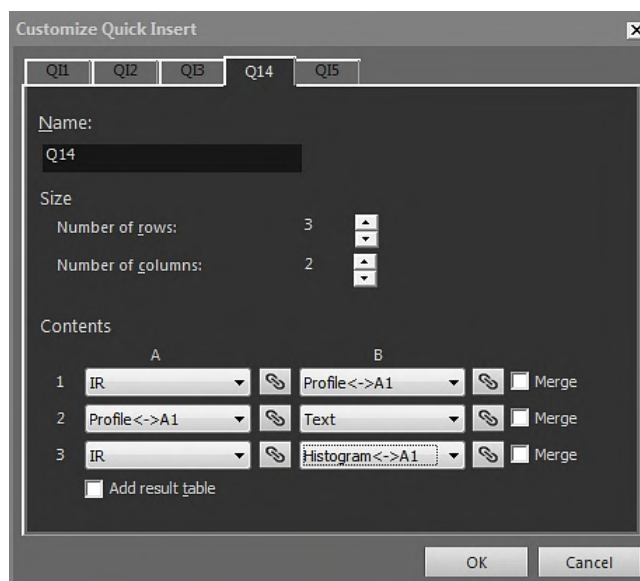 Customize Quick Insert
QI1 QI2 QI3 Q14 QI5
Name:
Q14
Size
Number of rows: 3
Number of columns: 2
Contents
A B
1 IR Profile<->A1 Merge
2 Profile<->A1 Text Merge
3 IR Histogram<->A1 Merge
Add result table
OK Cancel